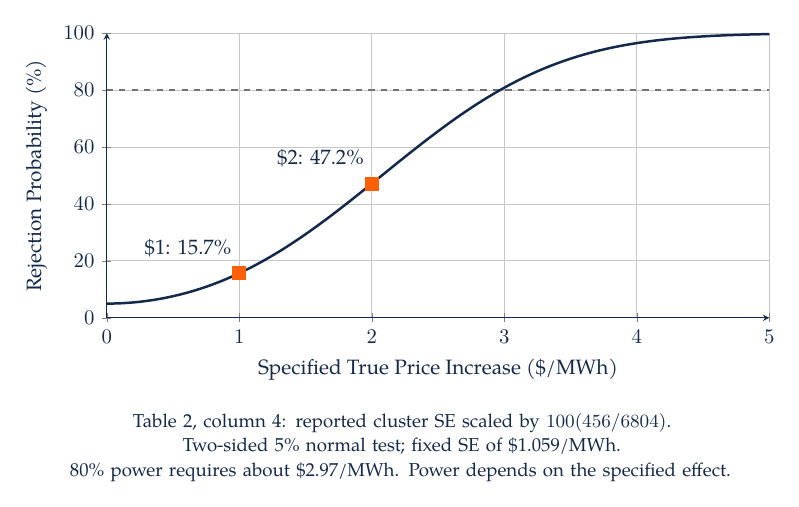 100
80
60
40
20
0
0 1 2 3 4 5
Rejection Probability (%)
$2: 47.2%
$1: 15.7%
Specified True Price Increase ($/MWh)
Table 2, column 4: reported cluster SE scaled by 100(456/6804).
Two-sided 5% normal test; fixed SE of $1.059/MWh.
80% power requires about $2.97/MWh. Power depends on the specified effect.